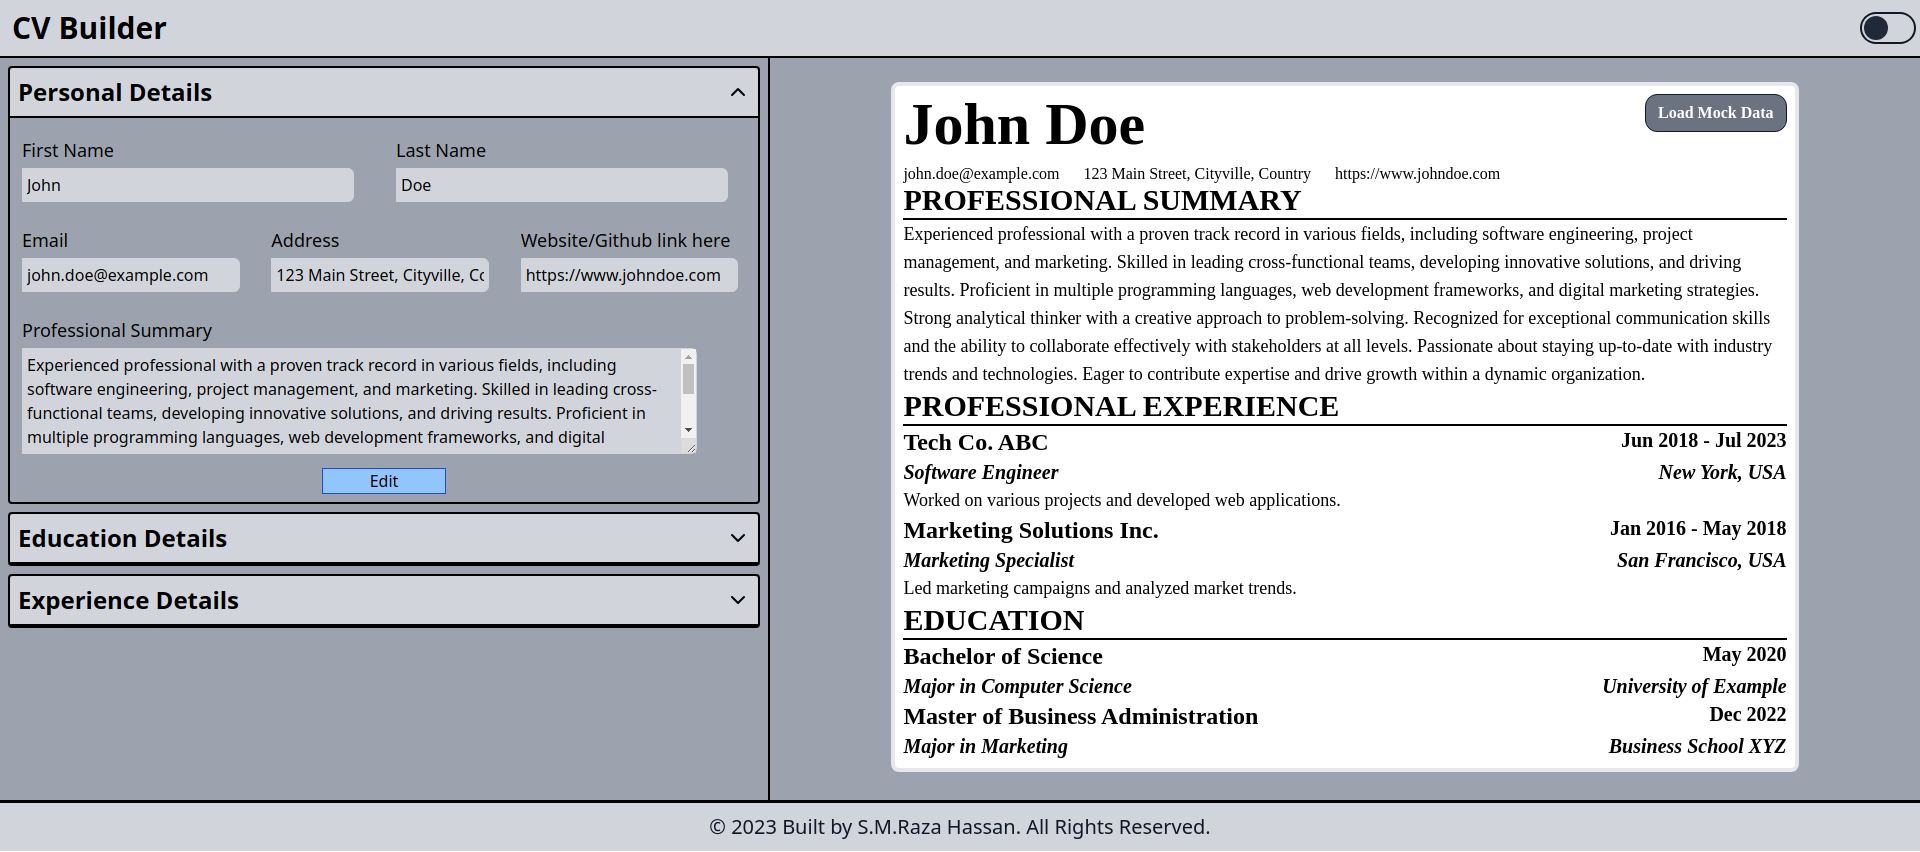 CV Builder
Personal Details
First Name
Last Name
John
Doe
Email
Address
Website/Github link here
john.doe@example.com
123 Main Street, Cityville, Co
https://www.johndoe.com
Professional Summary
Experienced professional with a proven track record in various fields, including
software engineering, project management, and marketing. Skilled in leading cross-
functional teams, developing innovative solutions, and driving results. Proficient in
multiple programming languages, web development frameworks, and digital
Edit
Education Details
Experience Details
John Doe
Load Mock Data
john.doe@example.com 123 Main Street, Cityville, Country https://www.johndoe.com
PROFESSIONAL SUMMARY
Experienced professional with a proven track record in various fields, including software engineering, project
management, and marketing. Skilled in leading cross-functional teams, developing innovative solutions, and driving
results. Proficient in multiple programming languages, web development frameworks, and digital marketing strategies.
Strong analytical thinker with a creative approach to problem-solving. Recognized for exceptional communication skills
and the ability to collaborate effectively with stakeholders at all levels. Passionate about staying up-to-date with industry
trends and technologies. Eager to contribute expertise and drive growth within a dynamic organization.
PROFESSIONAL EXPERIENCE
Tech Co. ABC Jun 2018 - Jul 2023
Software Engineer New York, USA
Worked on various projects and developed web applications.
Marketing Solutions Inc. Jan 2016 - May 2018
Marketing Specialist San Francisco, USA
Led marketing campaigns and analyzed market trends.
EDUCATION
Bachelor of Science May 2020
Major in Computer Science University of Example
Master of Business Administration Dec 2022
Major in Marketing Business School XYZ
© 2023 Built by S.M.Raza Hassan. All Rights Reserved.